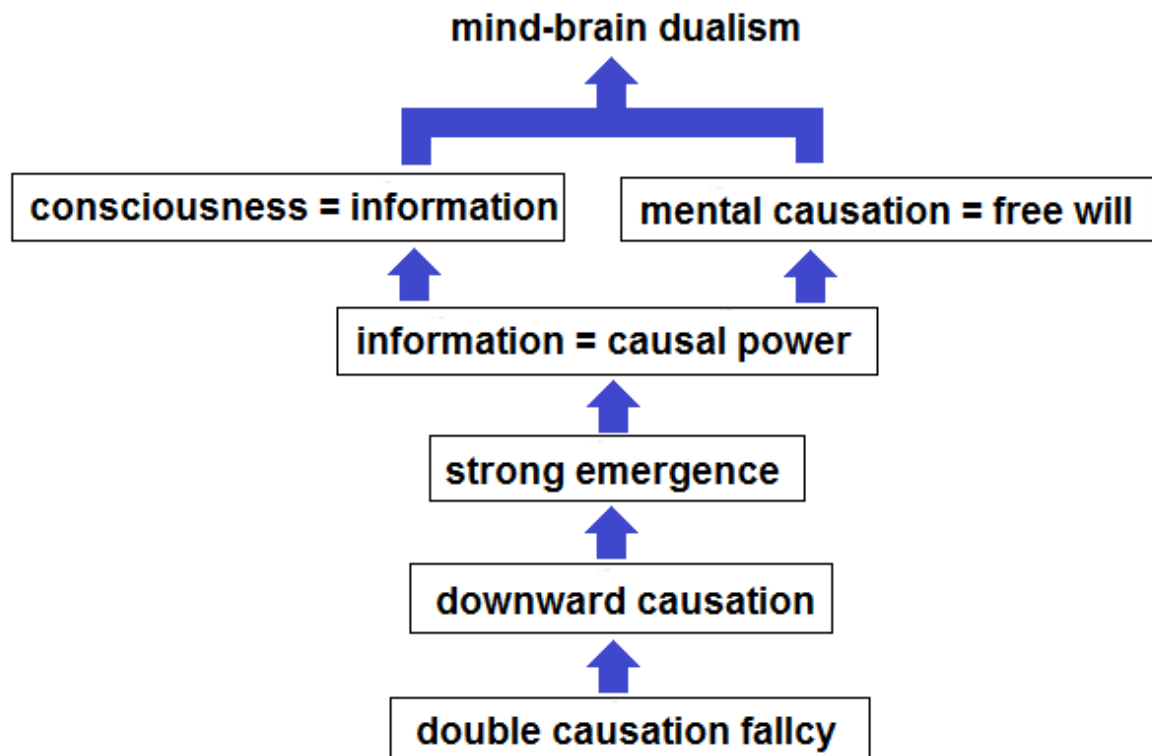 mind-brain dualism
consciousness = information
mental causation = free will
information = causal power
strong emergence
downward causation
double causation fallcy